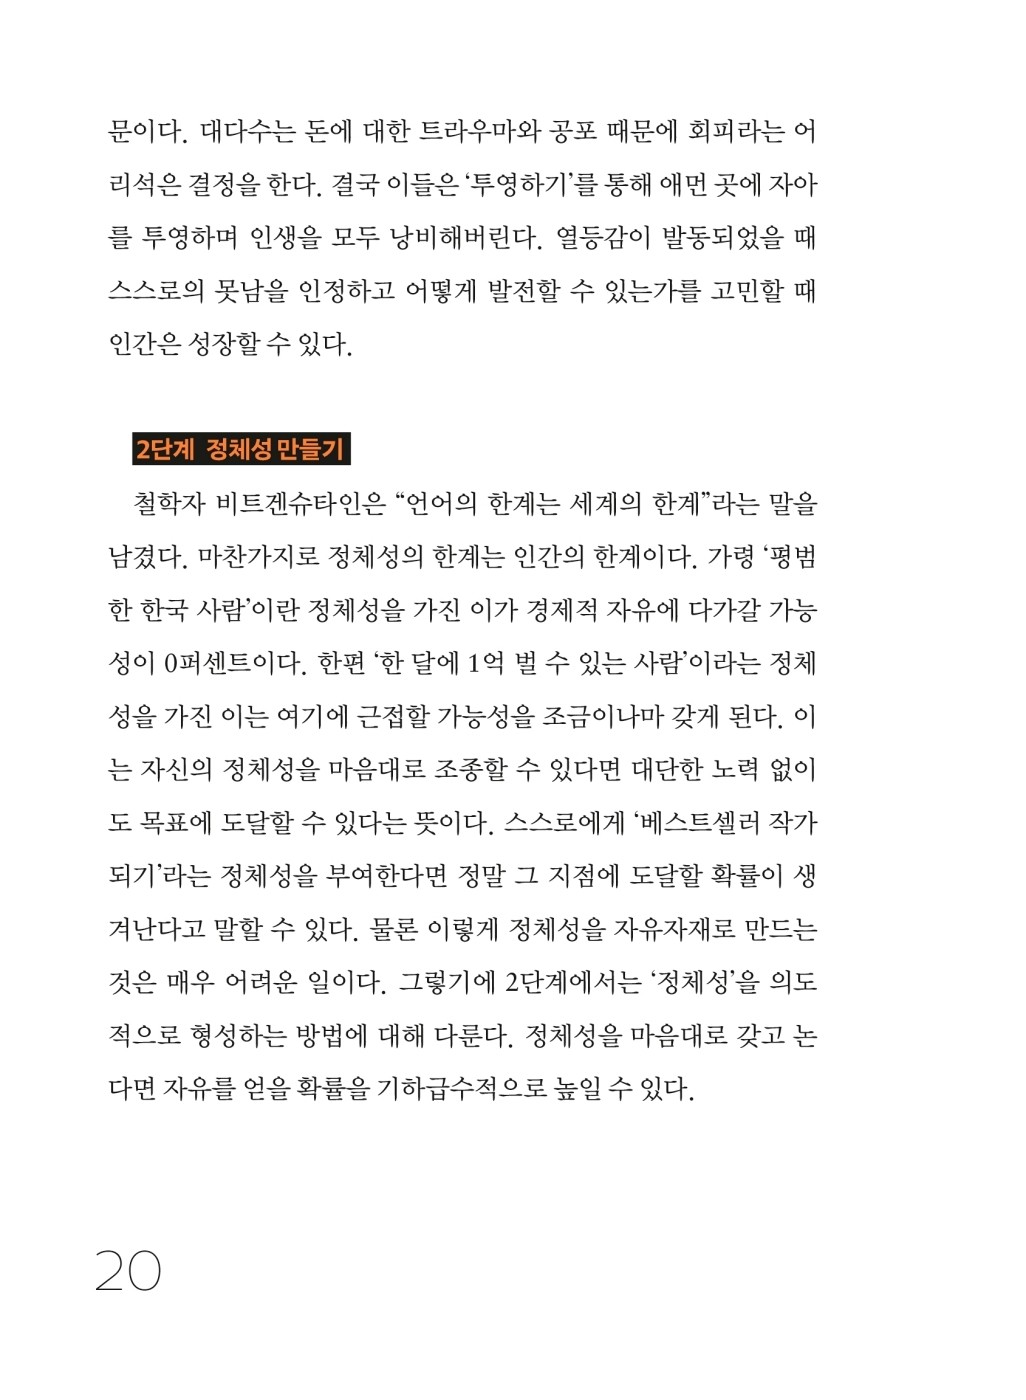 문이다. 대다수는 돈에 대한 트라우마와 공포 때문에 회피라는 어
리석은 결정을 한다. 결국 이들은 ‘투영하기’를 통해 애먼 곳에 자아
를 투영하며 인생을 모두 낭비해버린다. 열등감이 발동되었을 때
스스로의 못남을 인정하고 어떻게 발전할 수 있는가를 고민할 때
인간은 성장할 수 있다.
2단계 정체성 만들기
철학자 비트겐슈타인은 “언어의 한계는 세계의 한계”라는 말을
남겼다. 마찬가지로 정체성의 한계는 인간의 한계이다. 가령 ‘평범
한 한국 사람’이란 정체성을 가진 이가 경제적 자유에 다가갈 가능
성이 0퍼센트이다. 한편 ‘한 달에 1억 벌 수 있는 사람’이라는 정체
성을 가진 이는 여기에 근접할 가능성을 조금이나마 갖게 된다. 이
는 자신의 정체성을 마음대로 조종할 수 있다면 대단한 노력 없이
도 목표에 도달할 수 있다는 뜻이다. 스스로에게 ‘베스트셀러 작가
되기’라는 정체성을 부여한다면 정말 그 지점에 도달할 확률이 생
겨난다고 말할 수 있다. 물론 이렇게 정체성을 자유자재로 만드는
것은 매우 어려운 일이다. 그렇기에 2단계에서는 ‘정체성’을 의도
적으로 형성하는 방법에 대해 다룬다. 정체성을 마음대로 갖고 논
다면 자유를 얻을 확률을 기하급수적으로 높일 수 있다.
20